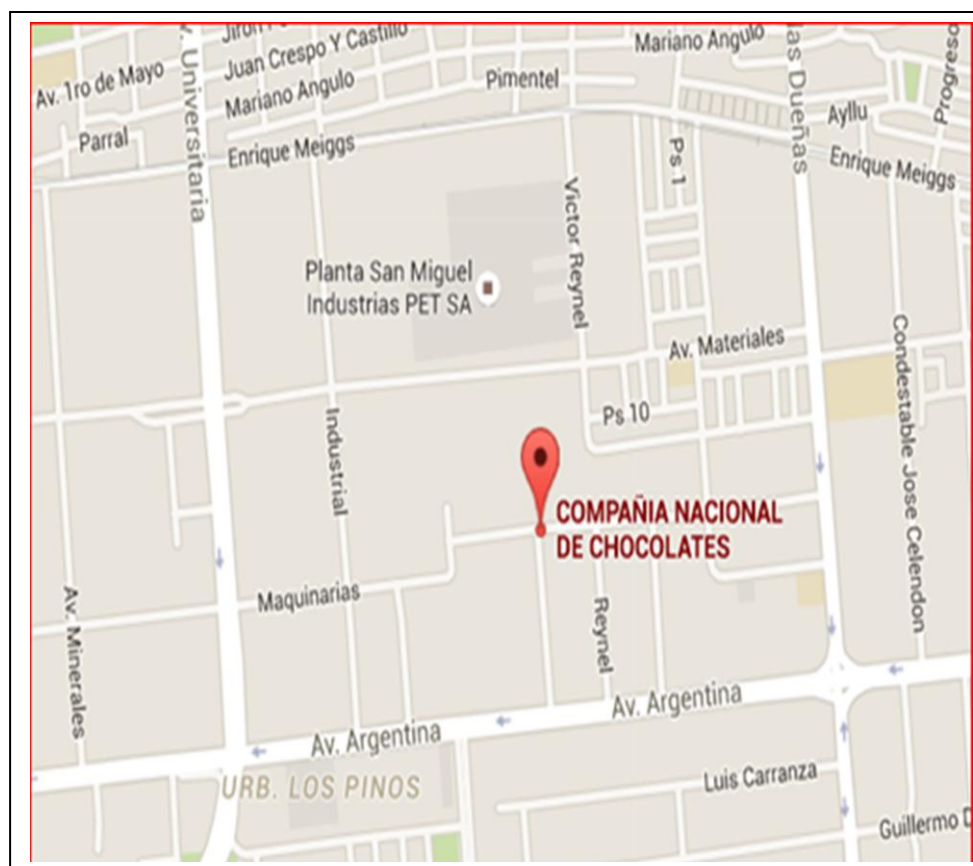 Juan Crespo Y Castillo
Mariano Angulo
Av. 1ro de Mayo
Mariano Angulo
Pimentel
Parral
Enrique Meiggs
Universitaria
las Dueñas
Ayllu
Enrique Meiggs
Ps 1
Victor Reynel
Planta San Miguel
Industrias PET SA
Av. Materiales
Condestable Jose Celendon
Ps 10
Industrial
COMPAÑIA NACIONAL
DE CHOCOLATES
Maquinarias
Reynel
Av. Minerales
Av. Argentina
Av. Argentina
URB. LOS PINOS
Luis Carranza
Guillermo